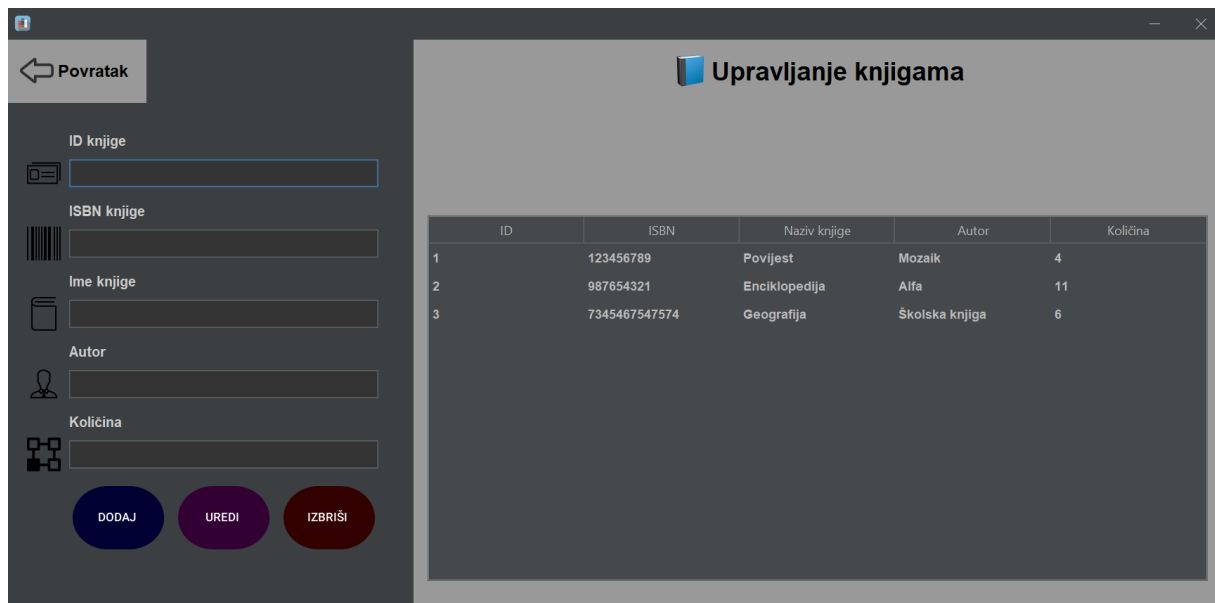 Povratak
ID knjige
ISBN knjige
Ime knjige
Autor
Količina
DODAJ UREDI IZBRIŠI
Upravljanje knjigama
ID ISBN Naziv knjige Autor Količina
1 123456789 Povijest Mozaik 4
2 987654321 Enciklopedija Alfa 11
3 7345467547574 Geografija Školska knjiga 6